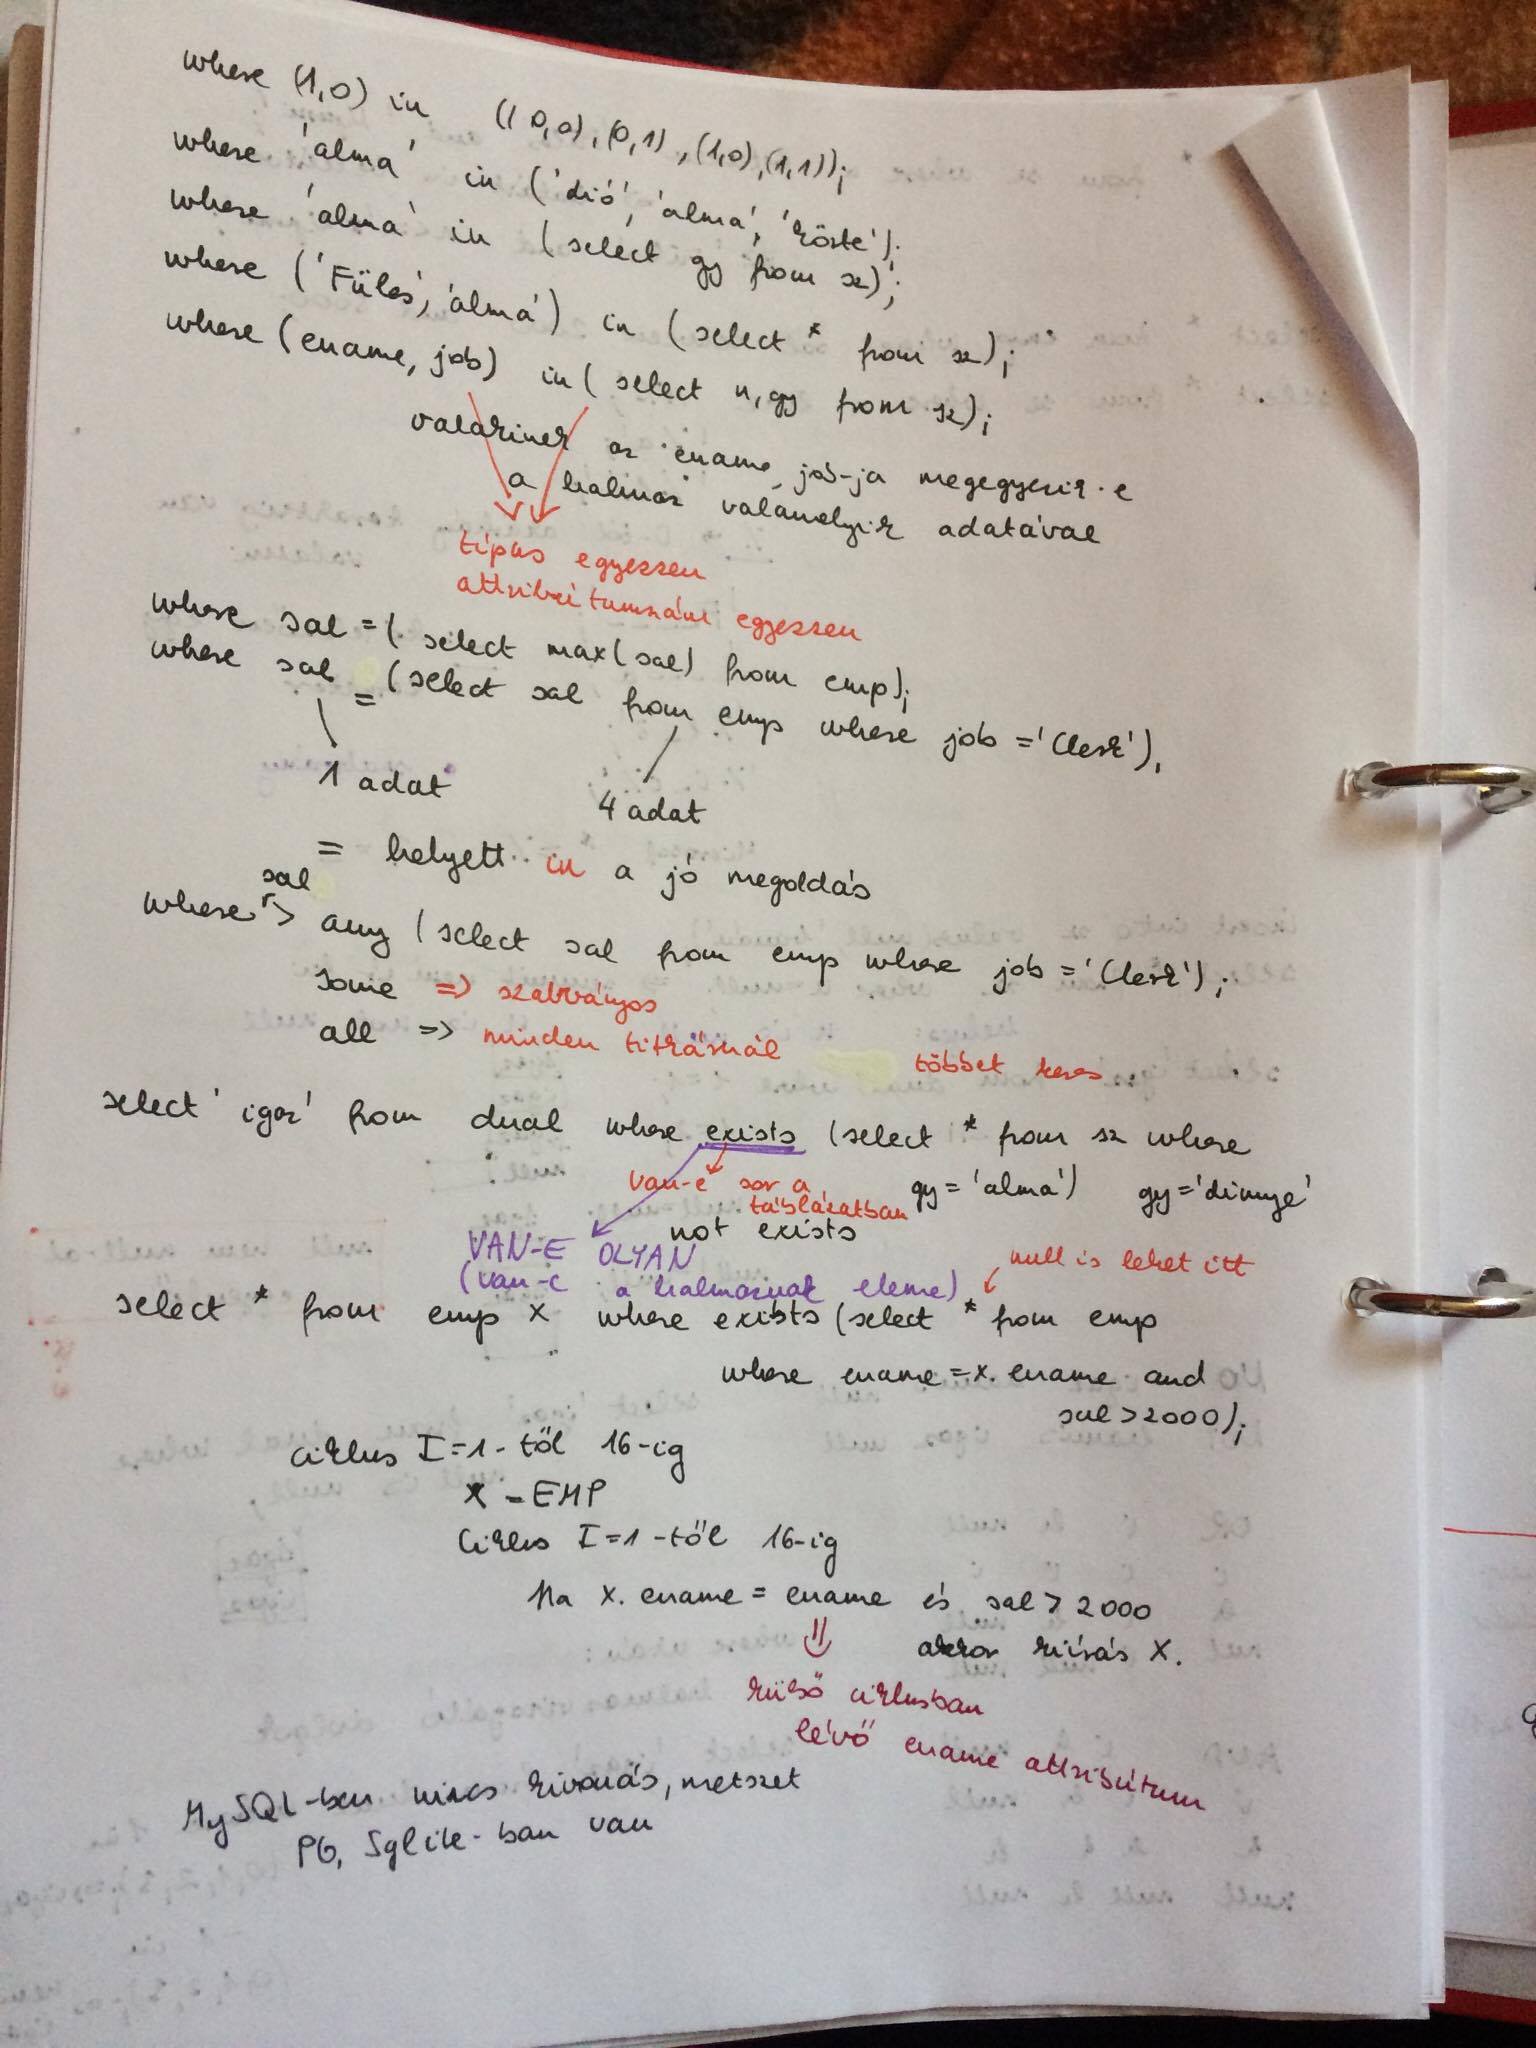 where (1,0) in ((0,0),(0,1),(1,0),(1,1));
where 'alma' in ('dió', 'alma', 'körte');
where 'alma' in (select gy from sz);
where ('Füles', 'alma') in (select * from sz);
where (ename, job) in (select n,gy from sz);
valakinek az ename, job-ja megegyezik-e
a halmaz valamelyik adatával
típus egyezzen
attribútumszám egyezzen
where sal = (select max(sal) from emp);
where sal = (select sal from emp where job = 'Clerk');
1 adat
4 adat
= helyett in a jó megoldás
sal
where > any (select sal from emp where job = 'Clerk');
some => szabványos
all => minden titkárnál többet keres
select 'igaz' from dual where exists (select * from sz where
gy = 'alma') gy = 'dinnye'
van-e sor a
táblázatban
not exists
VAN-E OLYAN
(van-e a halmaznak eleme)
null is lehet itt
select * from emp X where exists (select * from emp
where ename = x.ename and
sal > 2000);
ciklus I=1-től 16-ig
X - EMP
Ciklus I=1-től 16-ig
Ha X.ename = ename és sal > 2000
akkor kiírás X.
külső ciklusban
lévő ename attribútum
MySQL-ben nincs kivonás, metszet
PG, Sqlite-ban van